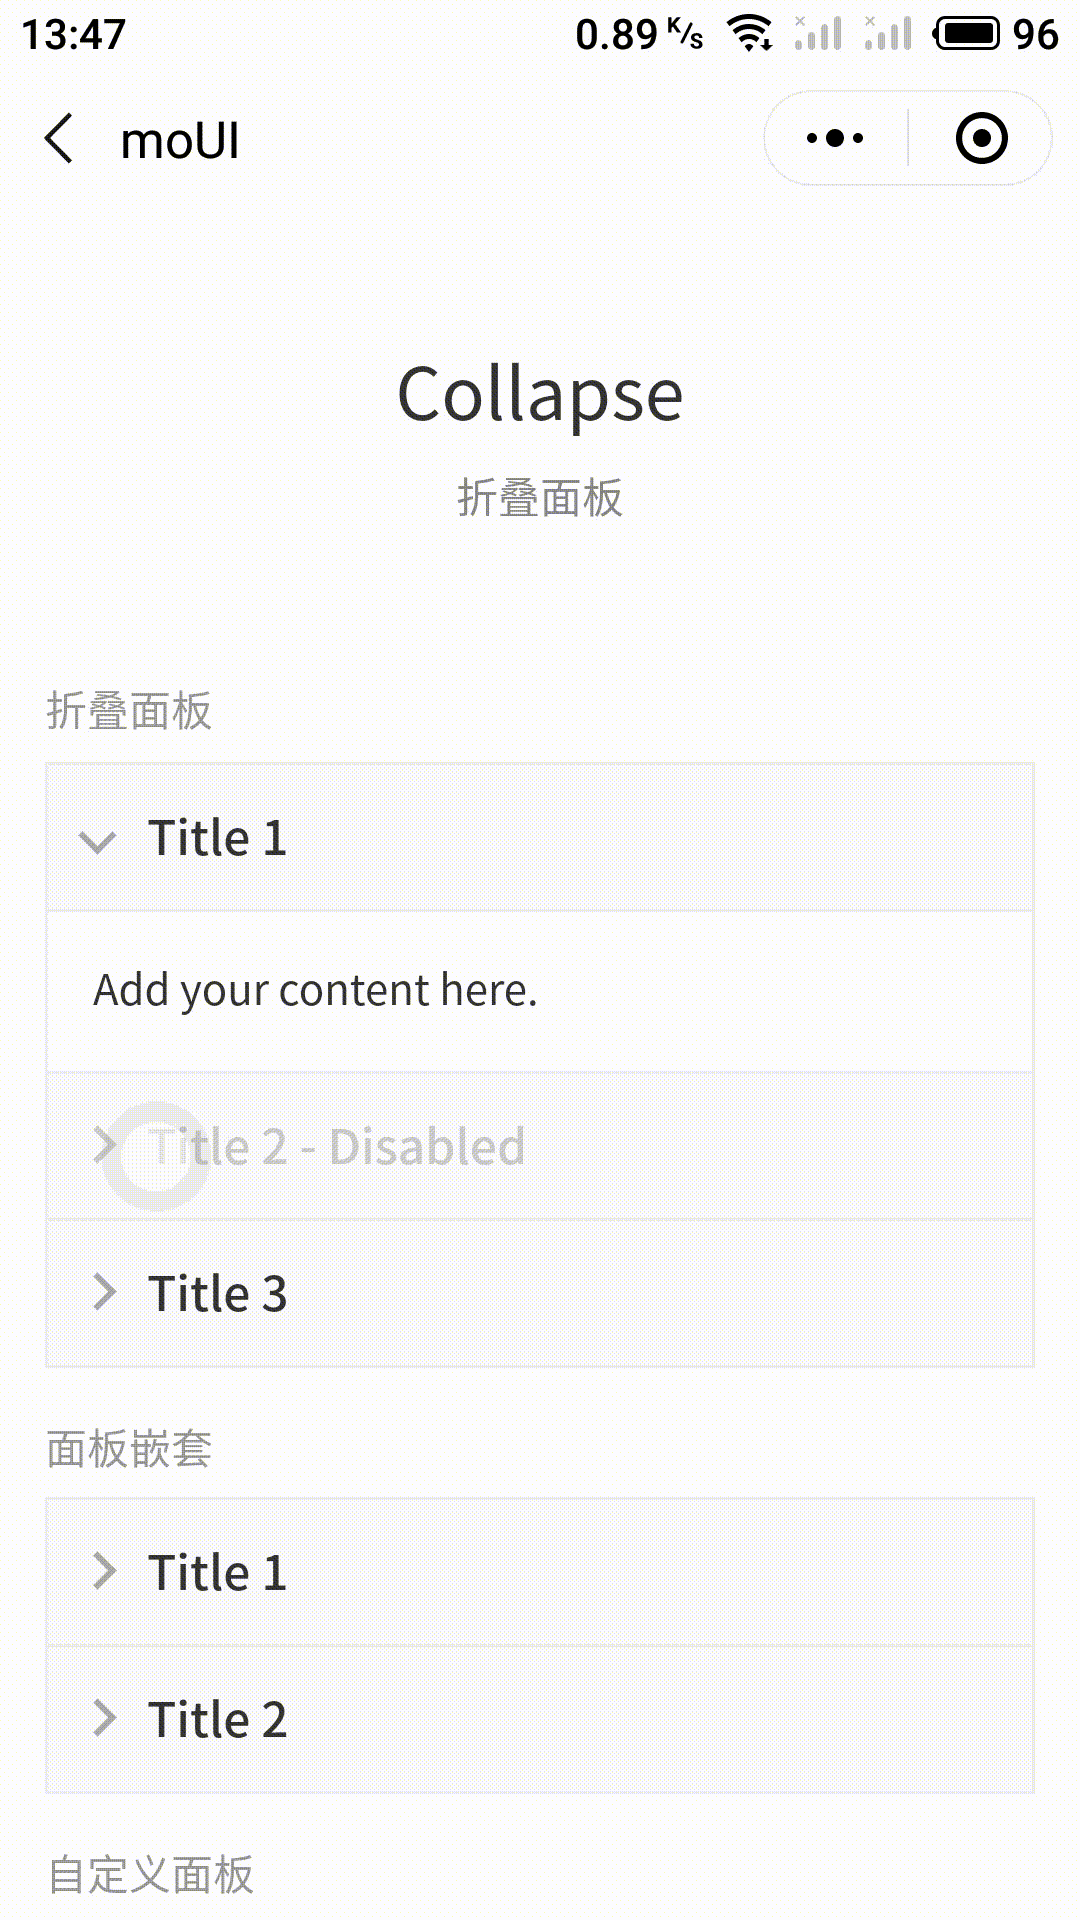 13:47 0.89 K/s 96
moUI
Collapse
折叠面板
折叠面板
Title 1
Add your content here.
Title 2 - Disabled
Title 3
面板嵌套
Title 1
Title 2
自定义面板